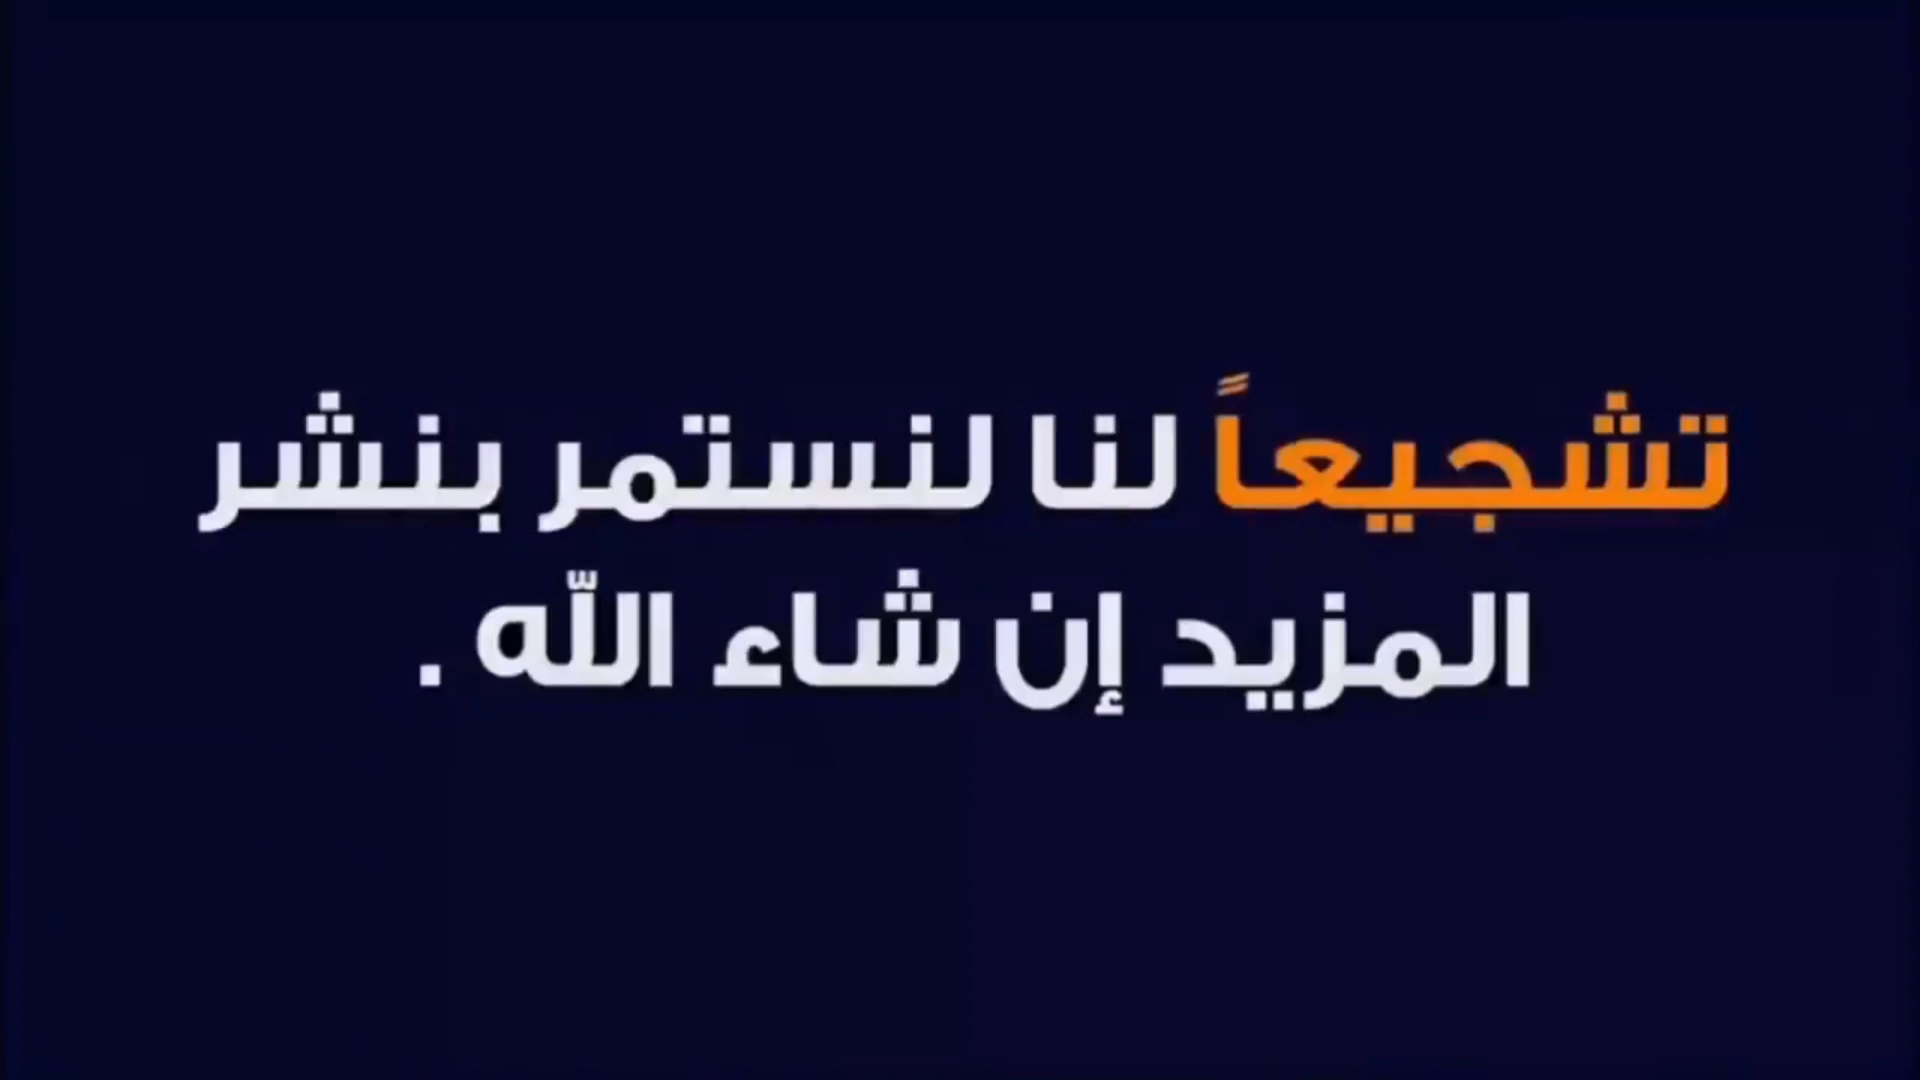 تشجيعاً لنا لنستمر بنشر
المزيد إن شاء اللّه .